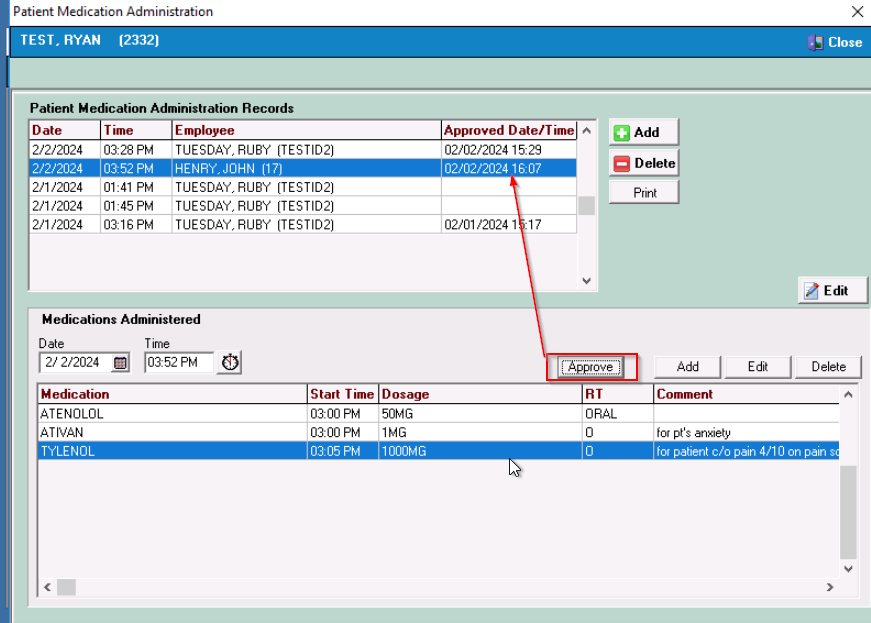 Patient Medication Administration
TEST, RYAN (2332) Close
Patient Medication Administration Records
Date Time Employee Approved Date/Time
2/2/2024 03:28 PM TUESDAY, RUBY (TESTID2) 02/02/2024 15:29
2/2/2024 03:52 PM HENRY, JOHN (17) 02/02/2024 16:07
2/1/2024 01:41 PM TUESDAY, RUBY (TESTID2)
2/1/2024 01:45 PM TUESDAY, RUBY (TESTID2)
2/1/2024 03:16 PM TUESDAY, RUBY (TESTID2) 02/01/2024 15:17
Add
Delete
Print
Edit
Medications Administered
Date Time
2/ 2/2024 03:52 PM
Approve Add Edit Delete
Medication Start Time Dosage RT Comment
ATENOLOL 03:00 PM 50MG ORAL
ATIVAN 03:00 PM 1MG O for pt's anxiety
TYLENOL 03:05 PM 1000MG O for patient c/o pain 4/10 on pain sc